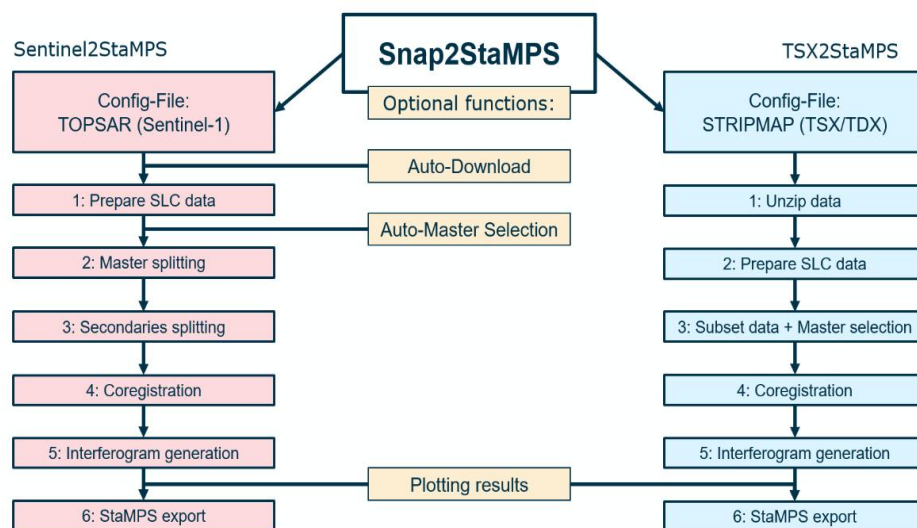 Snap2StaMPS
Optional functions:
Auto-Download
Auto-Master Selection
Plotting results
Sentinel2StaMPS
Config-File:
TOPSAR (Sentinel-1)
1: Prepare SLC data
2: Master splitting
3: Secondaries splitting
4: Coregistration
5: Interferogram generation
6: StaMPS export
TSX2StaMPS
Config-File:
STRIPMAP (TSX/TDX)
1: Unzip data
2: Prepare SLC data
3: Subset data + Master selection
4: Coregistration
5: Interferogram generation
6: StaMPS export